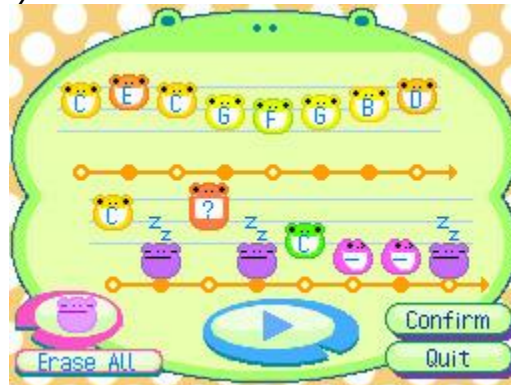 C E C G F G B D
C z z ? z z C - - z z
Confirm
Erase All
Quit